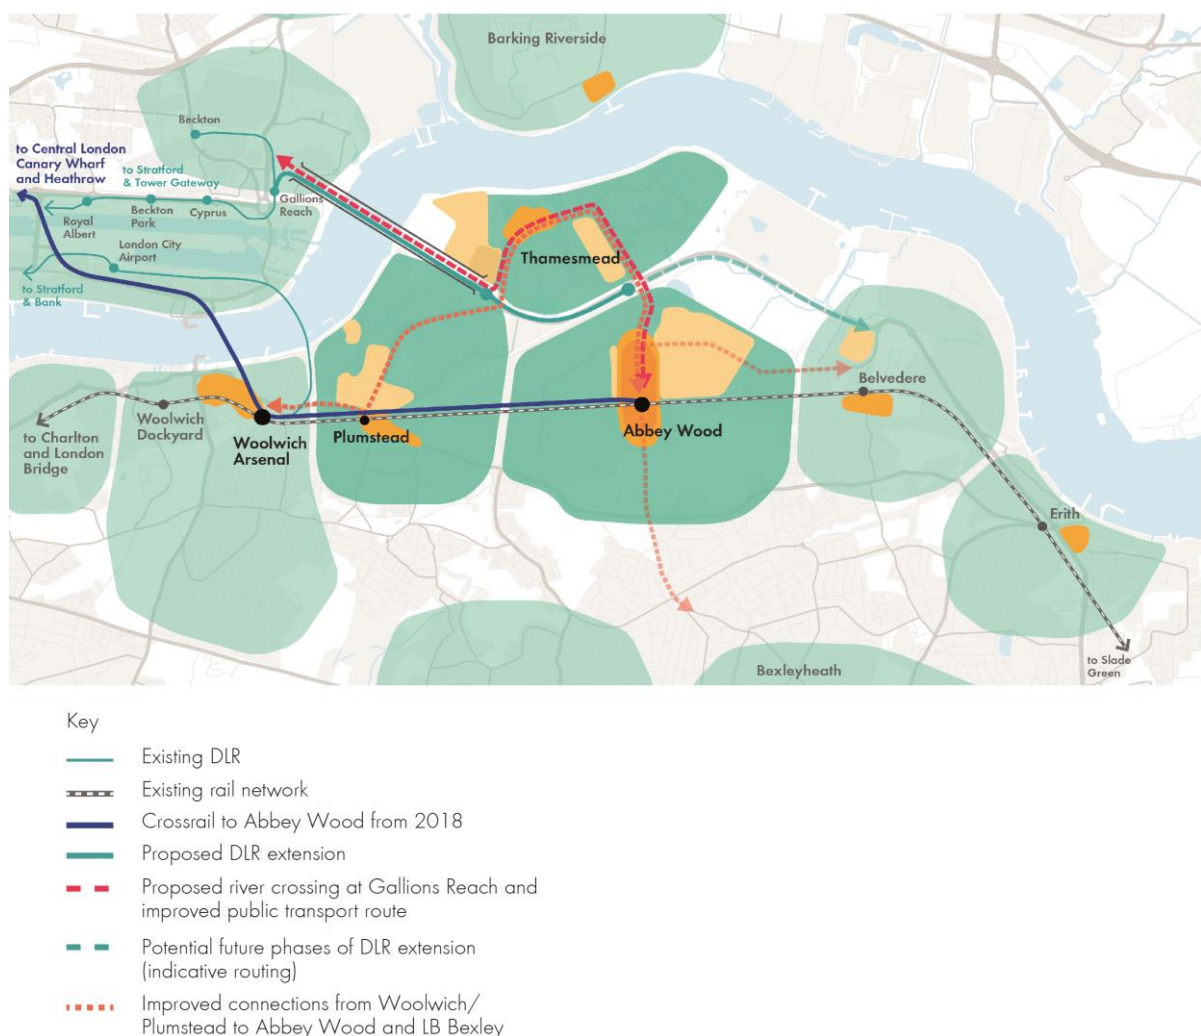 Barking Riverside
Beckton
to Central London
Canary Wharf
and Heathrow
to Stratford
& Tower Gateway
Royal
Albert
Beckton
Park
Cyprus
Gallions
Reach
London City
Airport
to Stratford
& Bank
Thamesmead
Belvedere
Woolwich
Dockyard
to Charlton
and London
Bridge
Woolwich
Arsenal
Plumstead
Abbey Wood
Erith
to Slade
Green
Bexleyheath
Key
Existing DLR
Existing rail network
Crossrail to Abbey Wood from 2018
Proposed DLR extension
Proposed river crossing at Gallions Reach and
improved public transport route
Potential future phases of DLR extension
(indicative routing)
Improved connections from Woolwich/
Plumstead to Abbey Wood and LB Bexley